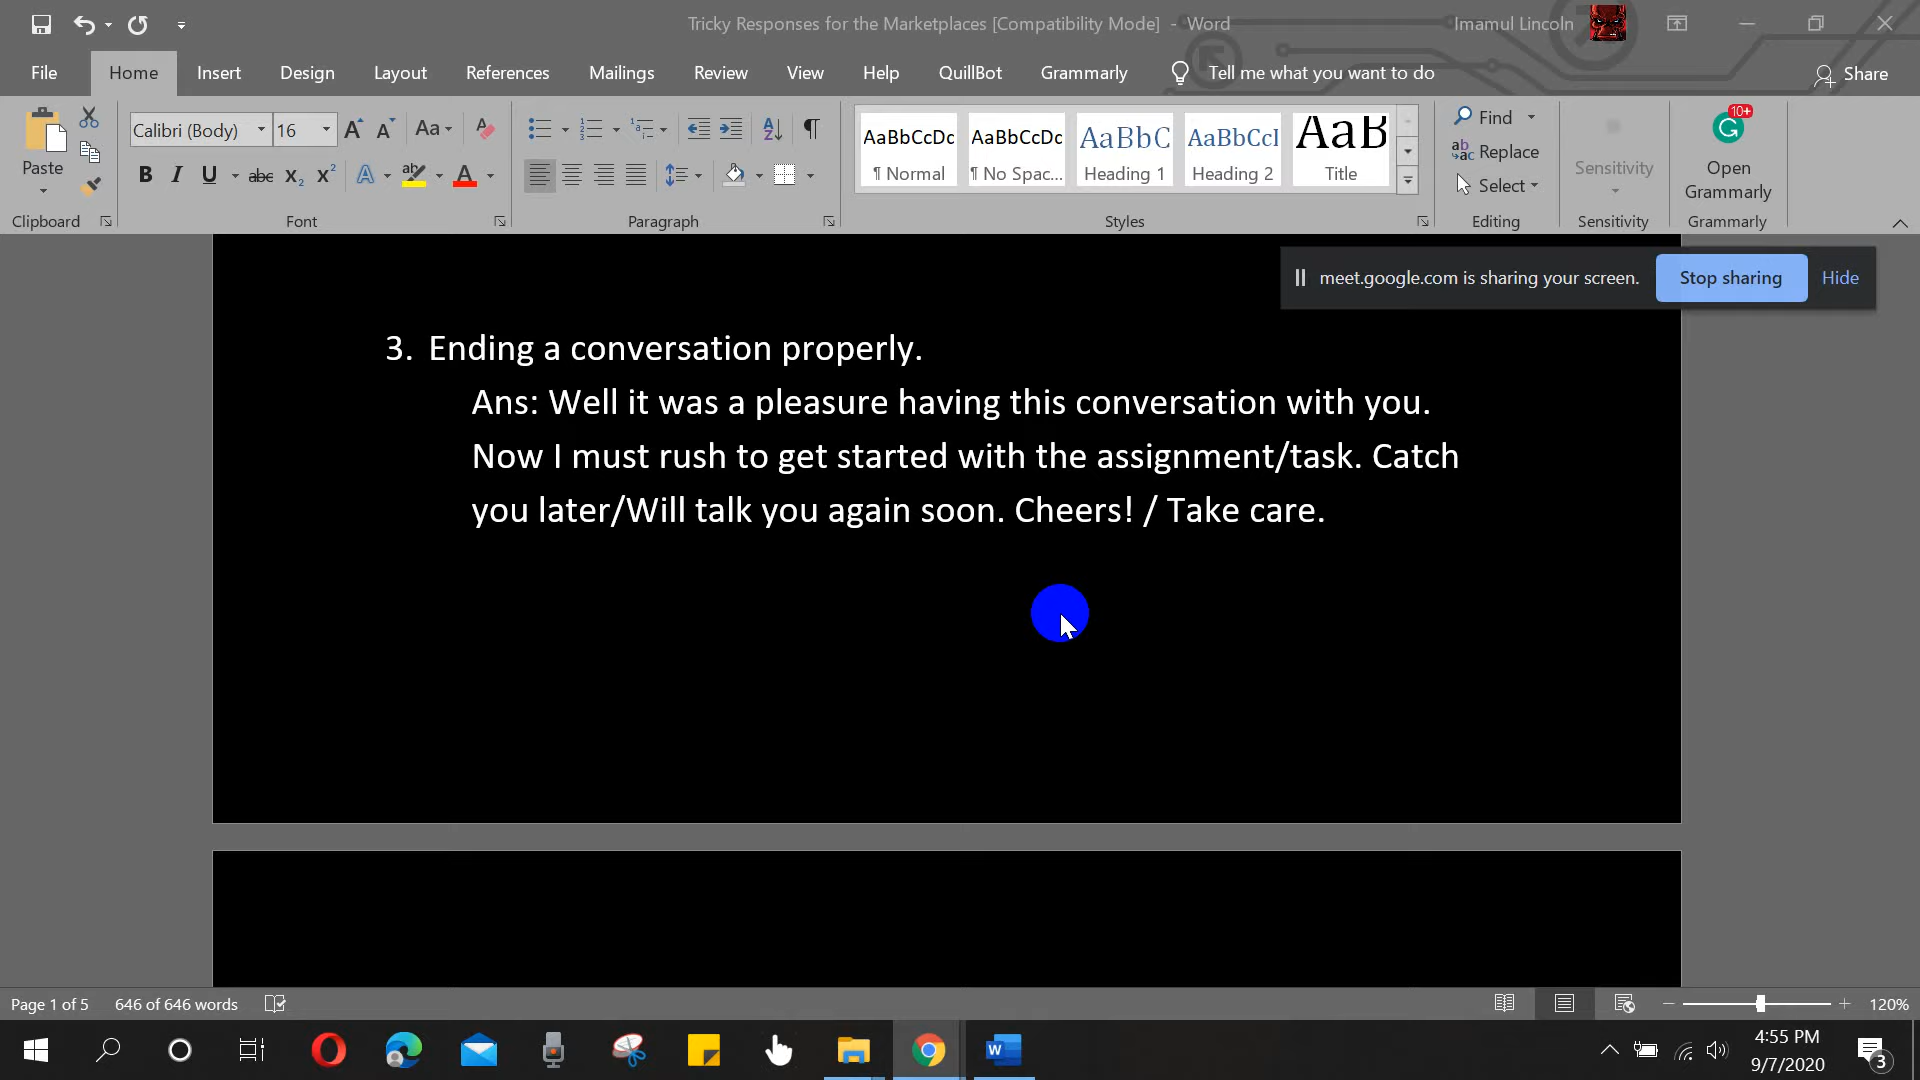 Tricky Responses for the Marketplaces [Compatibility Mode] - Word
Imamul Lincoln
File Home Insert Design Layout References Mailings Review View Help QuillBot Grammarly Tell me what you want to do Share
Calibri (Body) 16 Aa
Paste
B I U abc X2 X2 A ab A
AaBbCcDc AaBbCcDc AaBbC AaBbCcI AaB
¶ Normal ¶ No Spac... Heading 1 Heading 2 Title
Find
Replace
Select
Sensitivity
10+
Open
Grammarly
Clipboard Font Paragraph Styles Editing Sensitivity Grammarly
meet.google.com is sharing your screen. Stop sharing Hide
3. Ending a conversation properly.
Ans: Well it was a pleasure having this conversation with you.
Now I must rush to get started with the assignment/task. Catch
you later/Will talk you again soon. Cheers! / Take care.
Page 1 of 5 646 of 646 words 120%
4:55 PM
9/7/2020
3